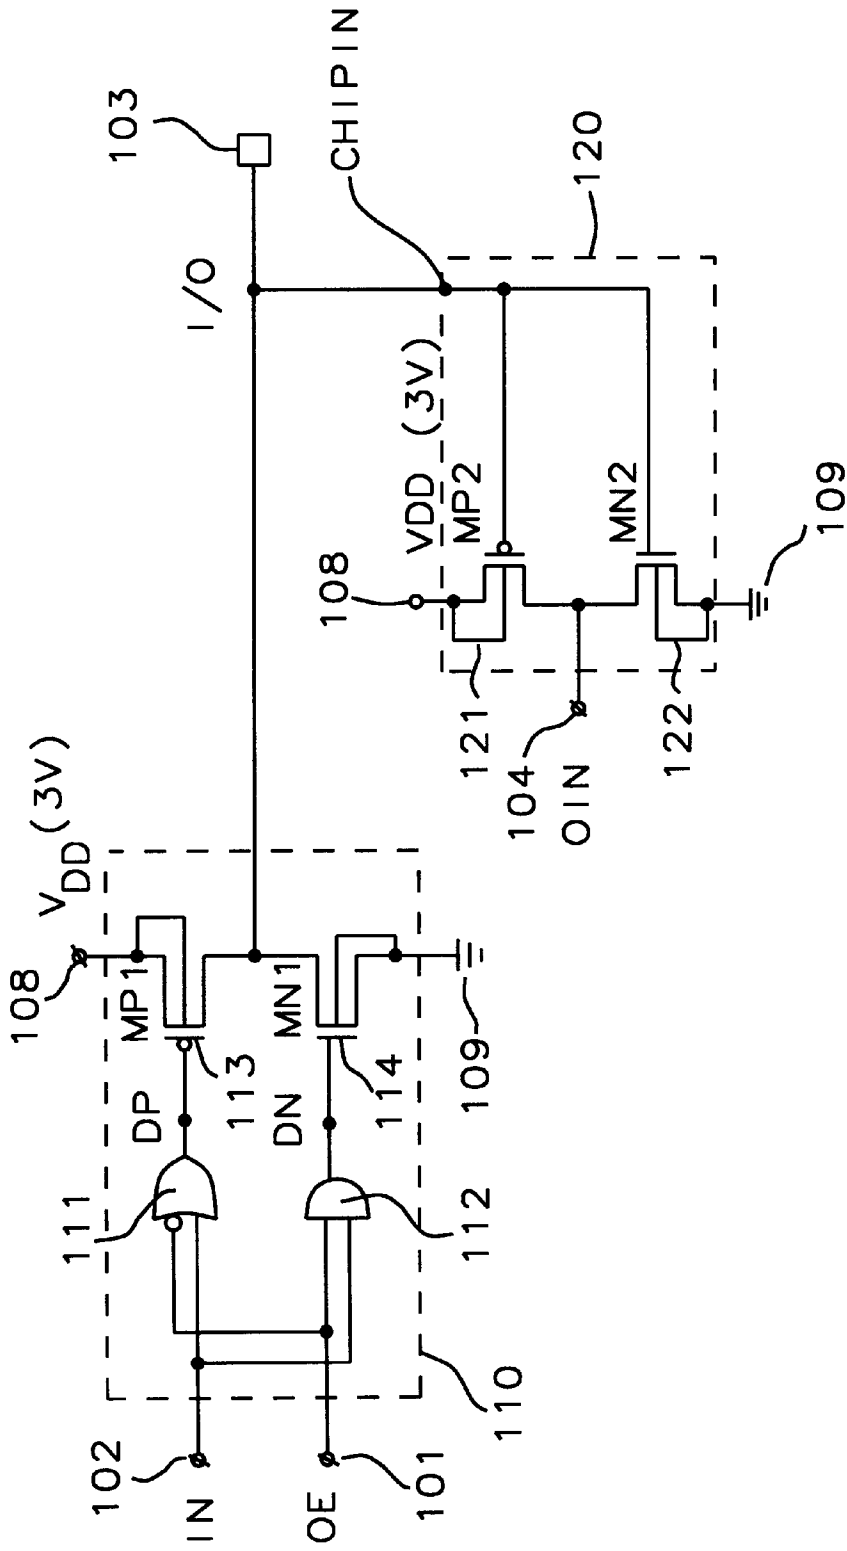 103
I/O
CHIPIN
120
VDD (3V)
108
MP2
MN2
109
121
122
104
OIN
VDD (3V)
108
MP1
MN1
DP
113
DN
114
109
111
112
110
102
IN
101
OE